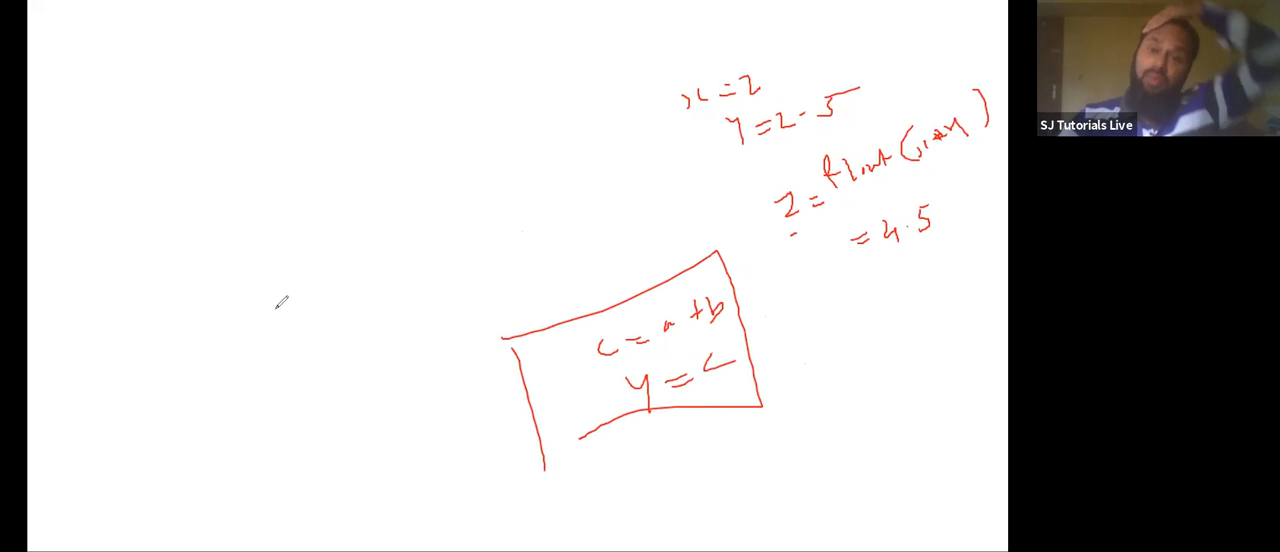 x = 2
y = 2.5
z = float(x+y)
= 4.5
c = a + b
y = c
SJ Tutorials Live